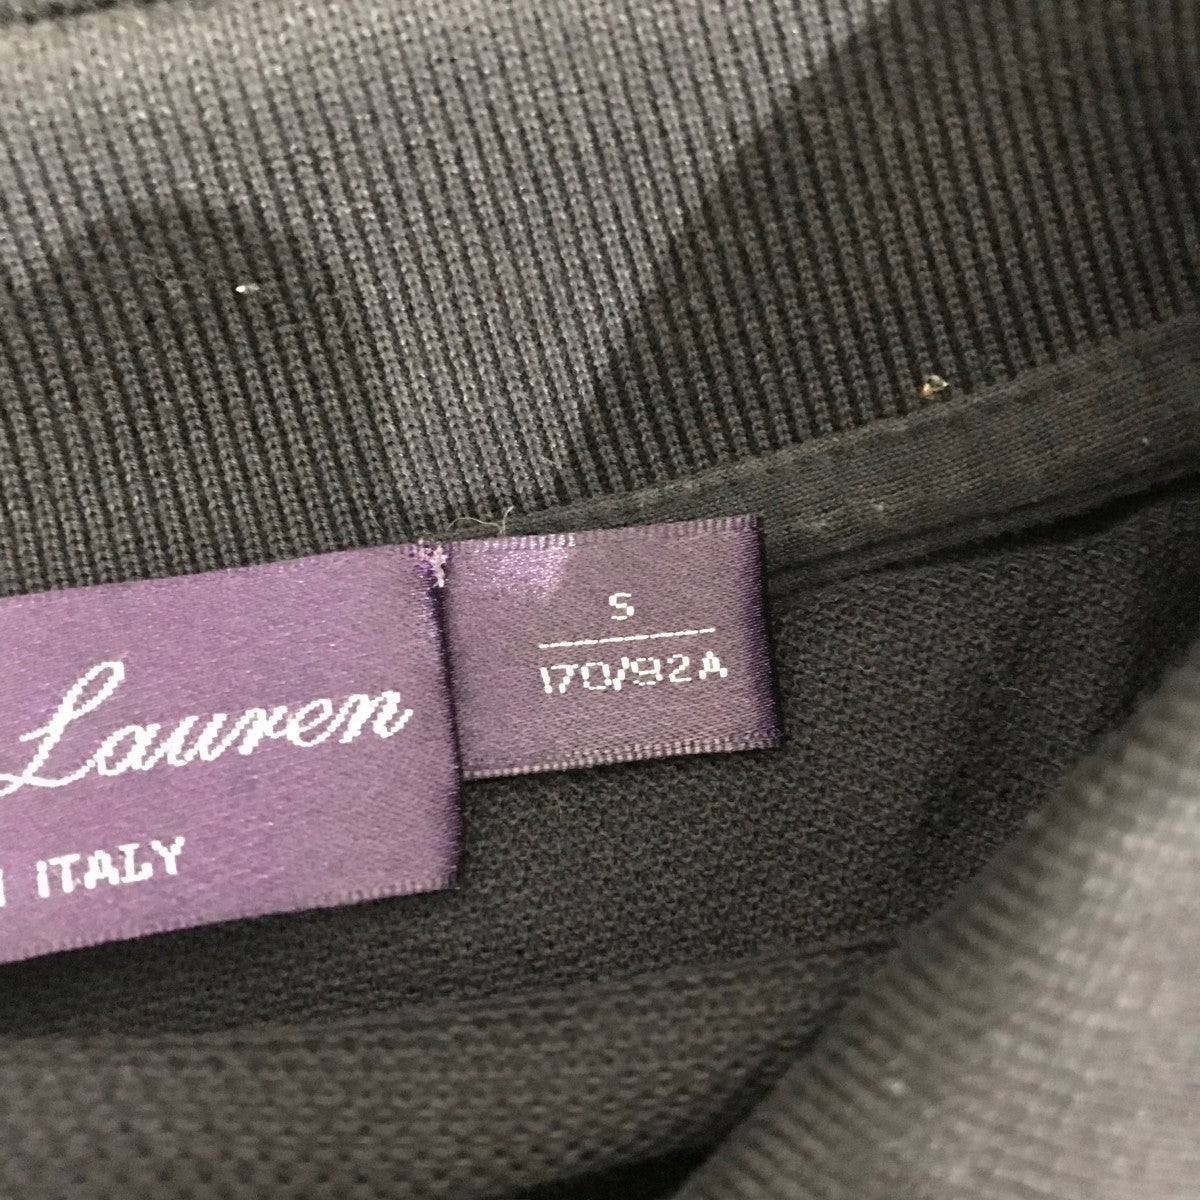 Lauren
ITALY
S
170/92A